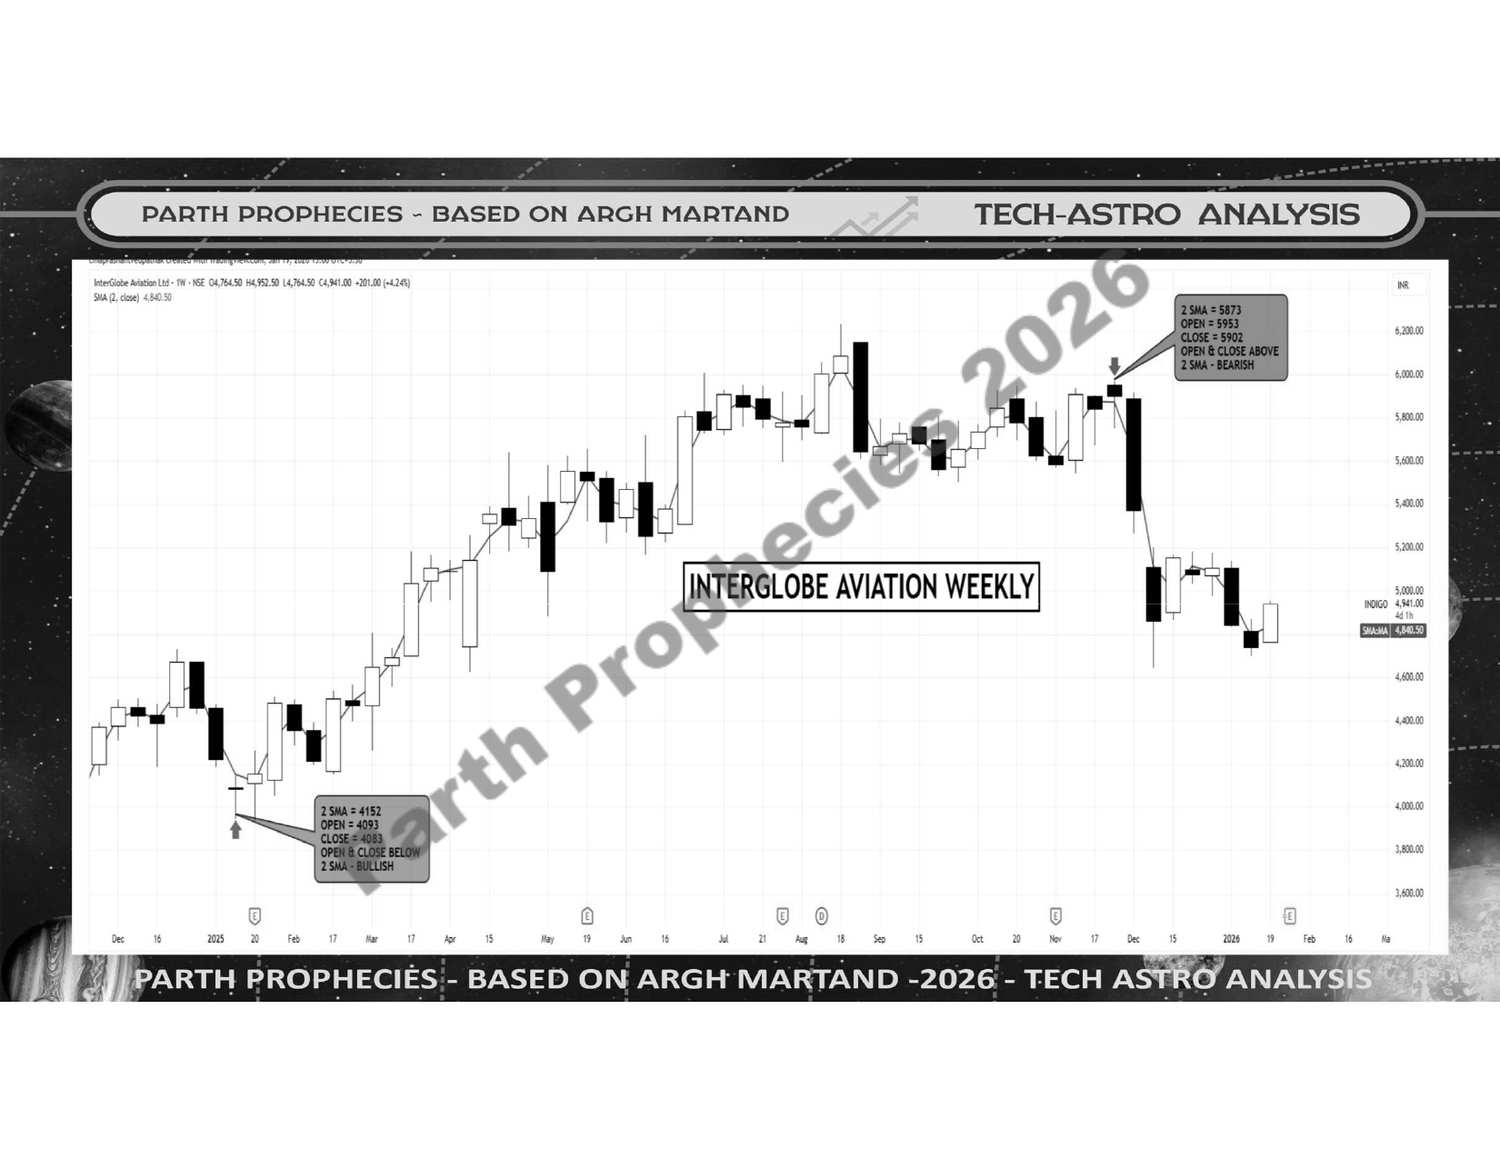 PARTH PROPHECIES ~ BASED ON ARGH MARTAND
TECH-ASTRO ANALYSIS
InterGlobe Aviation Ltd · 1W · NSE O4,764.50 H4,952.50 L4,764.50 C4,941.00 +201.00 (+4.24%)
SMA (2, close) 4,840.50
INR
2 SMA = 5873
OPEN = 5953
CLOSE = 5902
OPEN & CLOSE ABOVE
2 SMA - BEARISH
6,200.00
6,000.00
5,800.00
5,600.00
5,400.00
5,200.00
5,000.00
INDIGO 4,941.00
4d 1h
SMA:MA 4,840.50
4,600.00
4,400.00
4,200.00
4,000.00
3,800.00
3,600.00
INTERGLOBE AVIATION WEEKLY
Parth Prophecies 2026
2 SMA = 4152
OPEN = 4093
CLOSE = 4083
OPEN & CLOSE BELOW
2 SMA - BULLISH
E E E D E E
Dec 16 2025 20 Feb 17 Mar 17 Apr 15 May 19 Jun 16 Jul 21 Aug 18 Sep 15 Oct 20 Nov 17 Dec 15 2026 19 Feb 16 Ma
PARTH PROPHECIES - BASED ON ARGH MARTAND -2026 - TECH ASTRO ANALYSIS